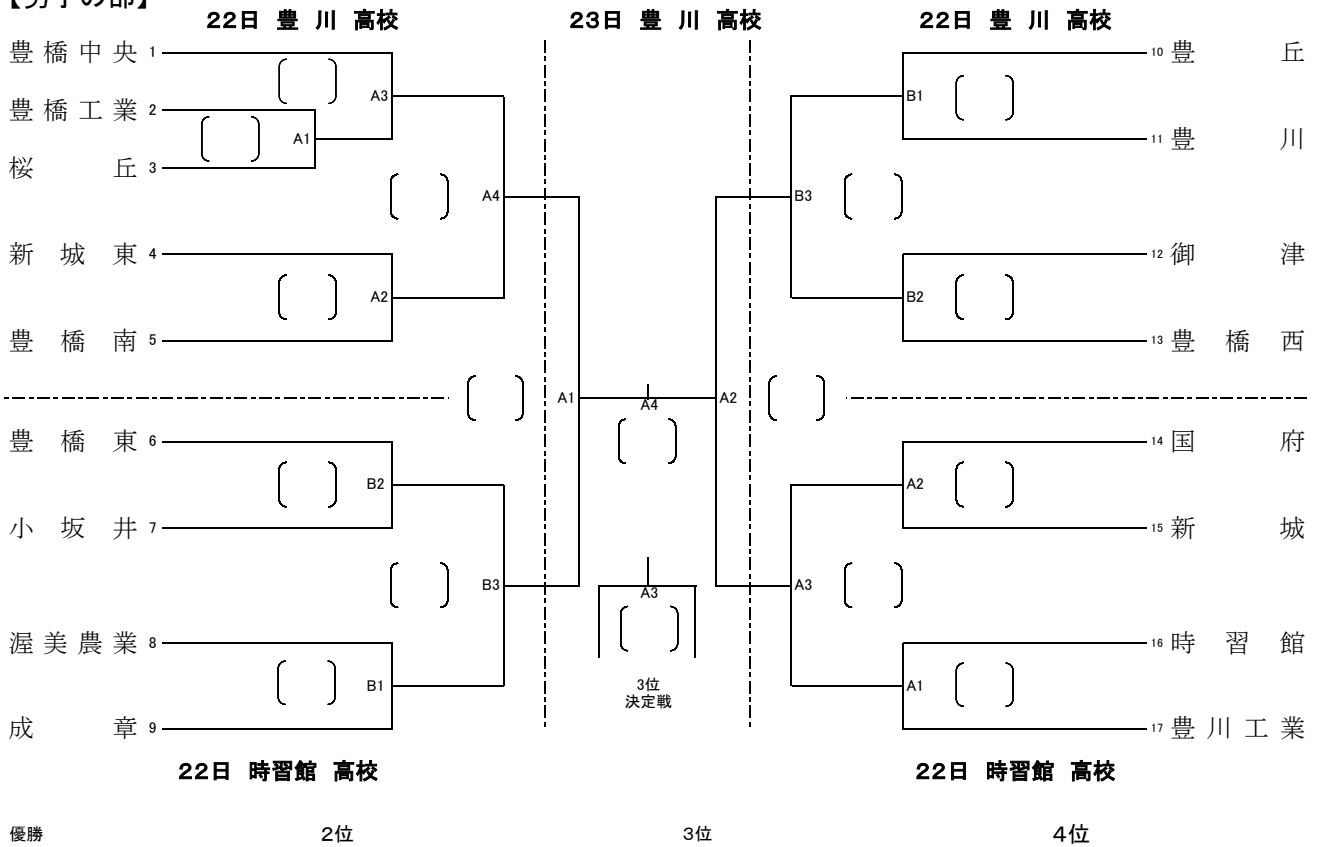 【男子の部】
22日 豊 川 高校
23日 豊 川 高校
22日 豊 川 高校
豊橋中央 1
豊橋工業 2
桜丘 3
新城東 4
豊橋南 5
豊橋東 6
小坂井 7
渥美農業 8
成章 9
A3
A1
A4
A2
B2
B3
B1
A1
A4
A2
A3
3位
決定戦
B1
B3
B2
A2
A3
A1
10 豊丘
11 豊川
12 御津
13 豊橋西
14 国府
15 新城
16 時習館
17 豊川工業
22日 時習館 高校
22日 時習館 高校
優勝 2位 3位 4位